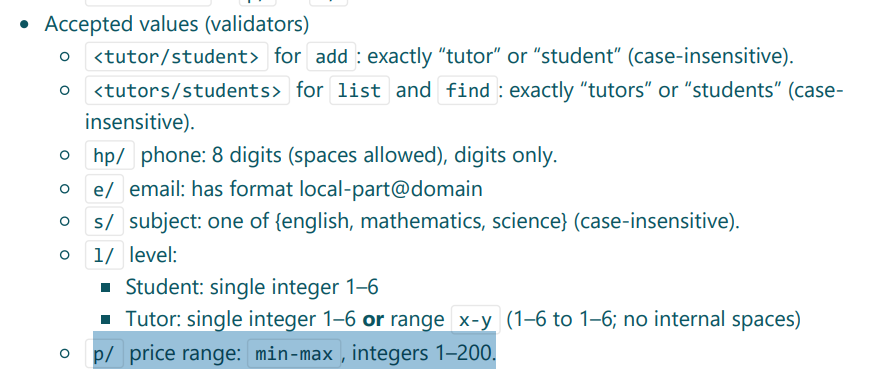 Accepted values (validators)
<tutor/student> for add : exactly “tutor” or “student” (case-insensitive).
<tutors/students> for list and find : exactly “tutors” or “students” (case-
insensitive).
hp/ phone: 8 digits (spaces allowed), digits only.
e/ email: has format local-part@domain
s/ subject: one of {english, mathematics, science} (case-insensitive).
l/ level:
Student: single integer 1–6
Tutor: single integer 1–6 or range x-y (1–6 to 1–6; no internal spaces)
p/ price range: min-max , integers 1–200.